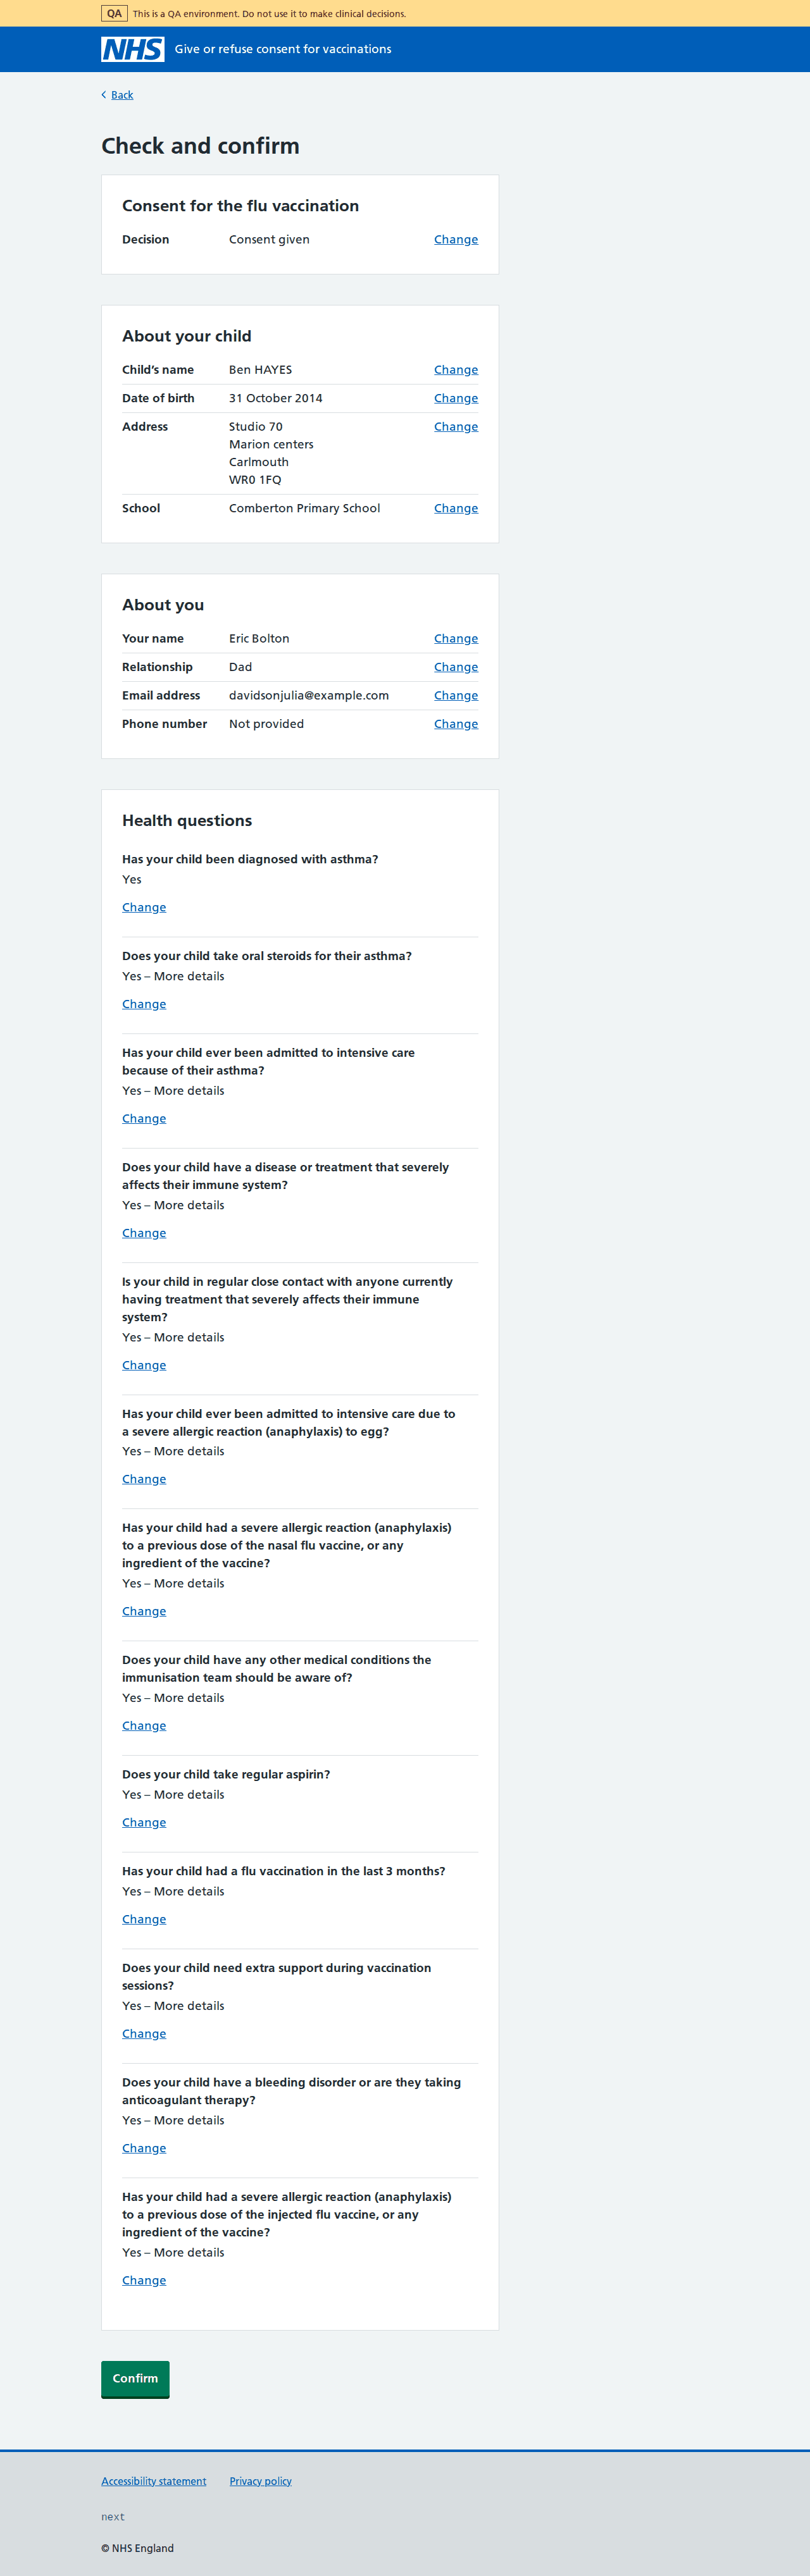 QA This is a QA environment. Do not use it to make clinical decisions.
NHS Give or refuse consent for vaccinations
Back
Check and confirm
Consent for the flu vaccination
Decision Consent given Change
About your child
Child’s name Ben HAYES Change
Date of birth 31 October 2014 Change
Address Studio 70 Change
Marion centers
Carlmouth
WR0 1FQ
School Comberton Primary School Change
About you
Your name Eric Bolton Change
Relationship Dad Change
Email address davidsonjulia@example.com Change
Phone number Not provided Change
Health questions
Has your child been diagnosed with asthma?
Yes
Change
Does your child take oral steroids for their asthma?
Yes – More details
Change
Has your child ever been admitted to intensive care
because of their asthma?
Yes – More details
Change
Does your child have a disease or treatment that severely
affects their immune system?
Yes – More details
Change
Is your child in regular close contact with anyone currently
having treatment that severely affects their immune
system?
Yes – More details
Change
Has your child ever been admitted to intensive care due to
a severe allergic reaction (anaphylaxis) to egg?
Yes – More details
Change
Has your child had a severe allergic reaction (anaphylaxis)
to a previous dose of the nasal flu vaccine, or any
ingredient of the vaccine?
Yes – More details
Change
Does your child have any other medical conditions the
immunisation team should be aware of?
Yes – More details
Change
Does your child take regular aspirin?
Yes – More details
Change
Has your child had a flu vaccination in the last 3 months?
Yes – More details
Change
Does your child need extra support during vaccination
sessions?
Yes – More details
Change
Does your child have a bleeding disorder or are they taking
anticoagulant therapy?
Yes – More details
Change
Has your child had a severe allergic reaction (anaphylaxis)
to a previous dose of the injected flu vaccine, or any
ingredient of the vaccine?
Yes – More details
Change
Confirm
Accessibility statement Privacy policy
next
© NHS England